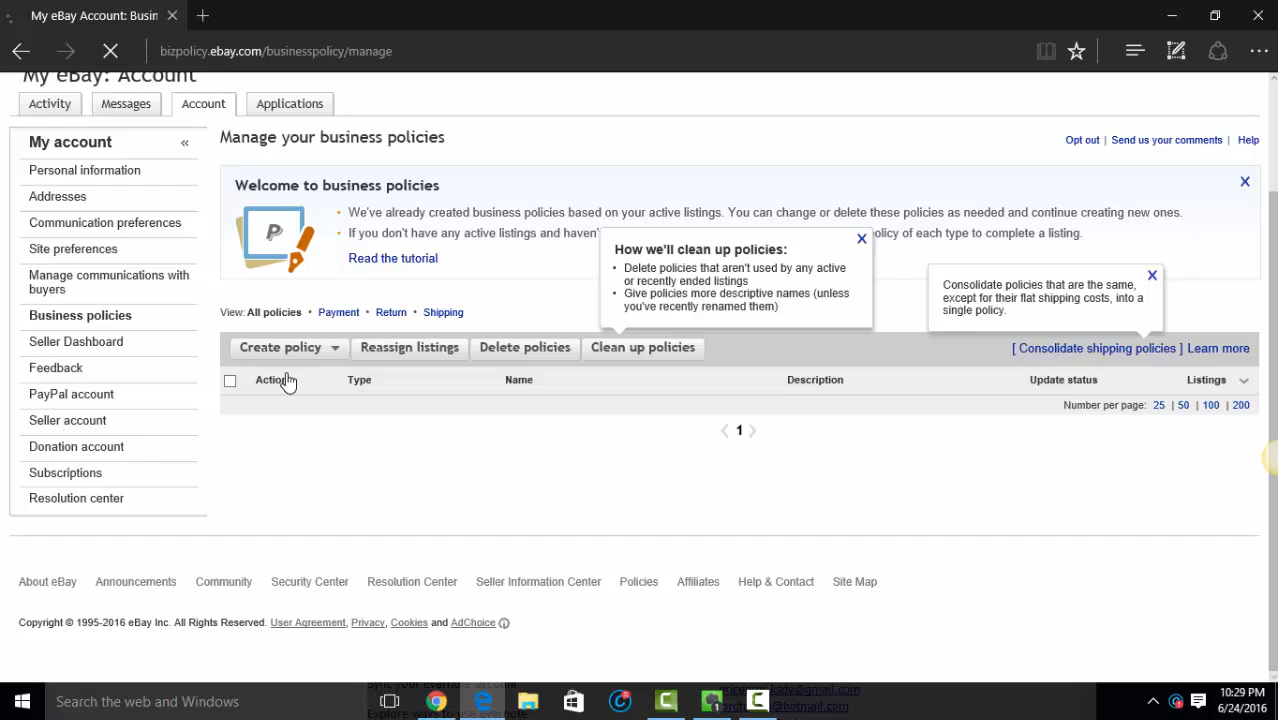 My eBay Account: Busin
bizpolicy.ebay.com/businesspolicy/manage
My eBay: Account
Activity
Messages
Account
Applications
My account «
Personal information
Addresses
Communication preferences
Site preferences
Manage communications with
buyers
Business policies
Seller Dashboard
Feedback
PayPal account
Seller account
Donation account
Subscriptions
Resolution center
Manage your business policies
Opt out | Send us your comments | Help
Welcome to business policies
P
• We've already created business policies based on your active listings. You can change or delete these policies as needed and continue creating new ones.
• If you don't have any active listings and haven' olicy of each type to complete a listing.
Read the tutorial
How we'll clean up policies:
• Delete policies that aren't used by any active
or recently ended listings
• Give policies more descriptive names (unless
you've recently renamed them)
Consolidate policies that are the same,
except for their flat shipping costs, into a
single policy.
View: All policies • Payment • Return • Shipping
Create policy
Reassign listings
Delete policies
Clean up policies
[ Consolidate shipping policies ] Learn more
Action Type Name Description Update status Listings
Number per page: 25 | 50 | 100 | 200
1
About eBay Announcements Community Security Center Resolution Center Seller Information Center Policies Affiliates Help & Contact Site Map
Copyright © 1995-2016 eBay Inc. All Rights Reserved. User Agreement, Privacy, Cookies and AdChoice
Search the web and Windows
10:29 PM
6/24/2016